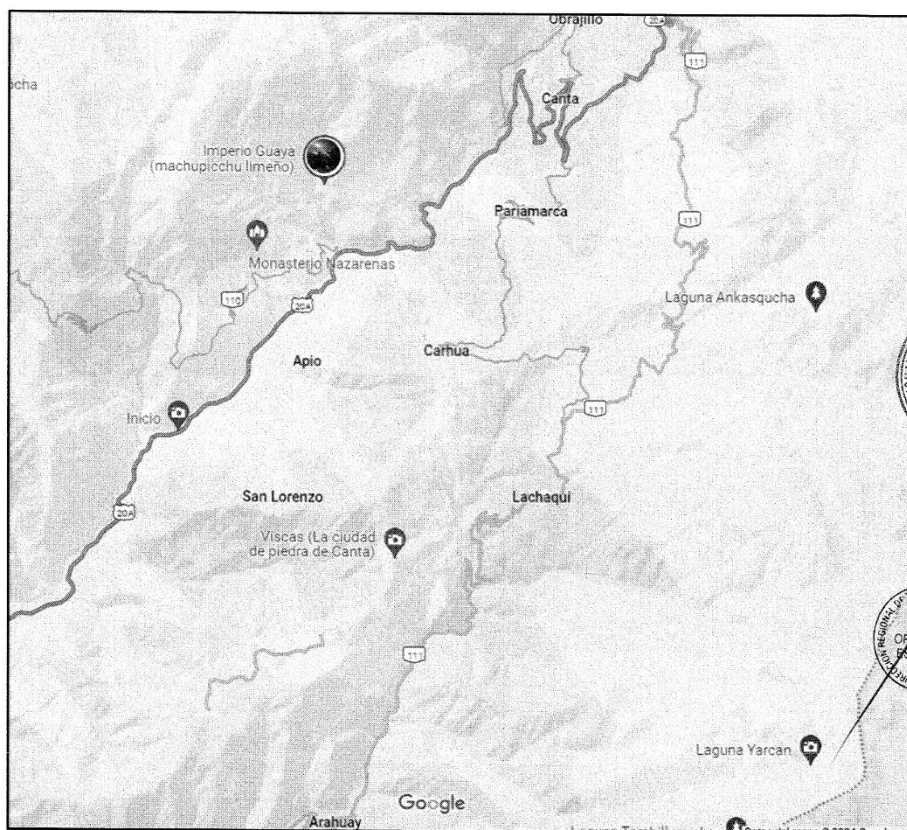 Obrajillo
20A
111
ocha
Canta
Imperio Guaya
(machupicchu limeño)
Pariamarca
111
Monasterio Nazarenas
110
20A
Laguna Ankasqucha
Carhua
Apio
111
Inicio
San Lorenzo
Lachaqui
20A
Viscas (La ciudad
de piedra de Canta)
111
Laguna Yarcan
Google
Arahuay